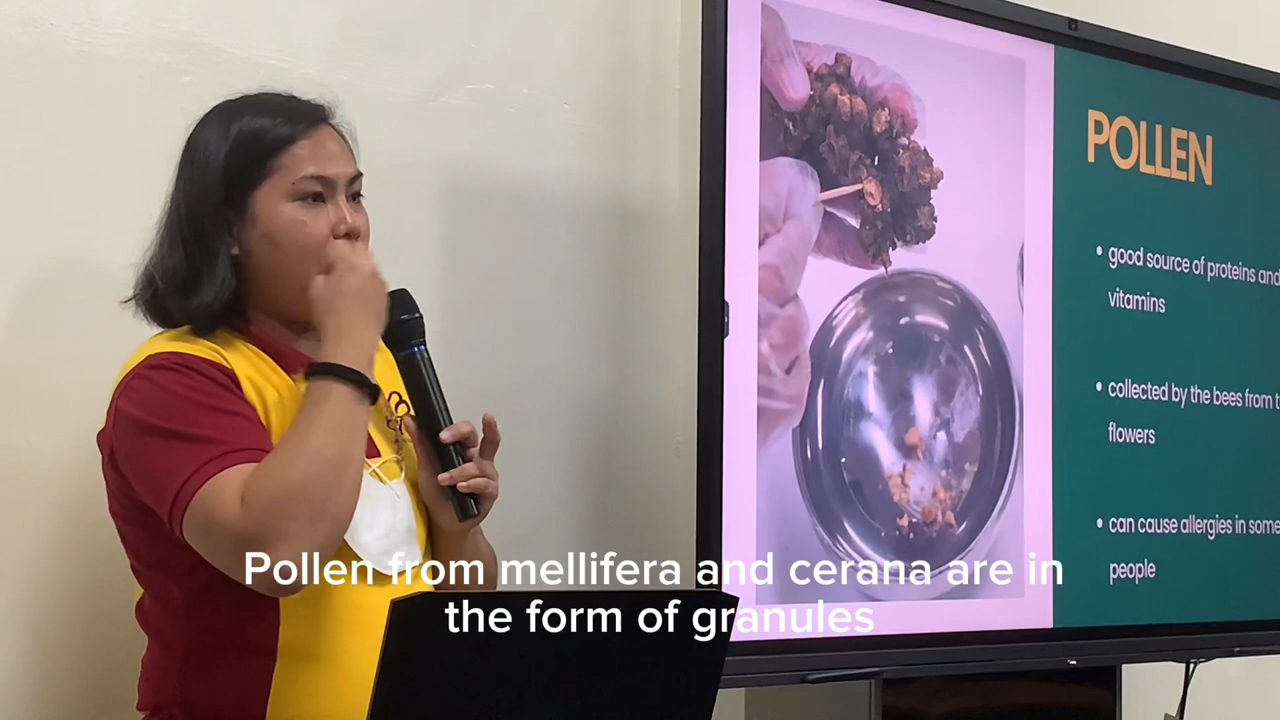 POLLEN
• good source of proteins and
vitamins
• collected by the bees from
flowers
• can cause allergies in some
people
Pollen from mellifera and cerana are in
the form of granules